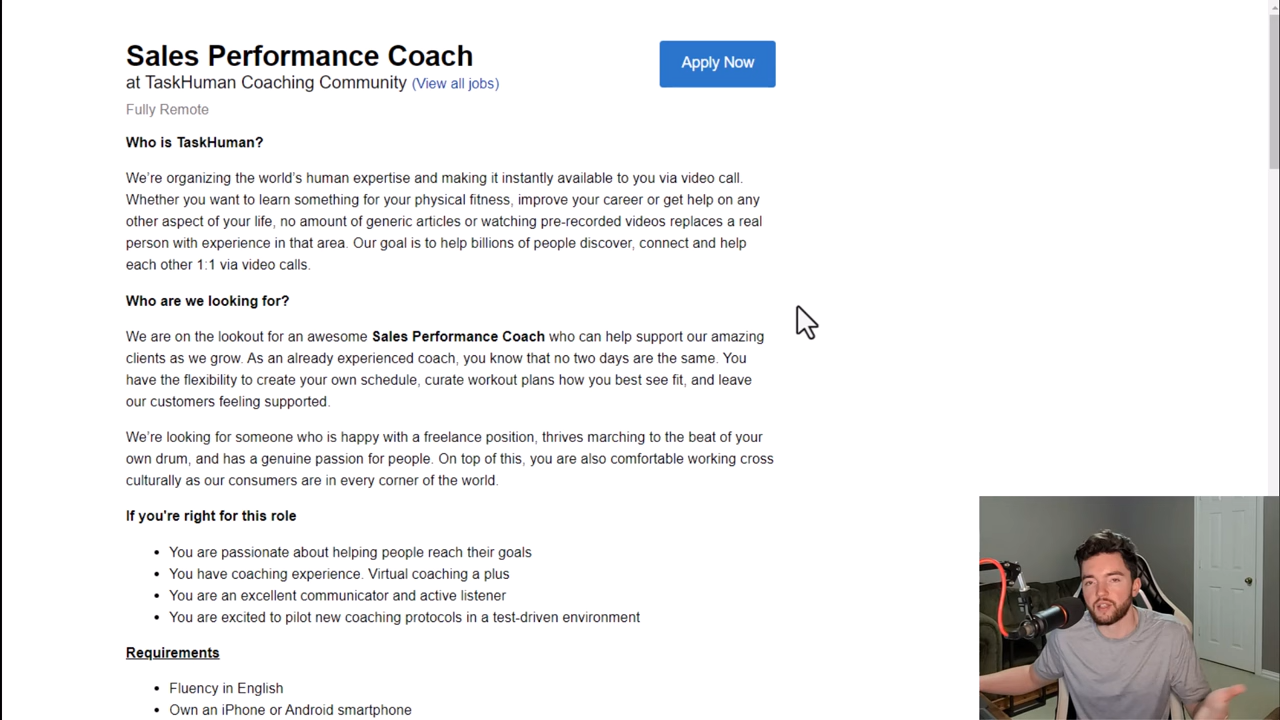 Sales Performance Coach
Apply Now
at TaskHuman Coaching Community (View all jobs)
Fully Remote
Who is TaskHuman?
We’re organizing the world’s human expertise and making it instantly available to you via video call.
Whether you want to learn something for your physical fitness, improve your career or get help on any
other aspect of your life, no amount of generic articles or watching pre-recorded videos replaces a real
person with experience in that area. Our goal is to help billions of people discover, connect and help
each other 1:1 via video calls.
Who are we looking for?
We are on the lookout for an awesome Sales Performance Coach who can help support our amazing
clients as we grow. As an already experienced coach, you know that no two days are the same. You
have the flexibility to create your own schedule, curate workout plans how you best see fit, and leave
our customers feeling supported.
We’re looking for someone who is happy with a freelance position, thrives marching to the beat of your
own drum, and has a genuine passion for people. On top of this, you are also comfortable working cross
culturally as our consumers are in every corner of the world.
If you're right for this role
• You are passionate about helping people reach their goals
• You have coaching experience. Virtual coaching a plus
• You are an excellent communicator and active listener
• You are excited to pilot new coaching protocols in a test-driven environment
Requirements
• Fluency in English
• Own an iPhone or Android smartphone